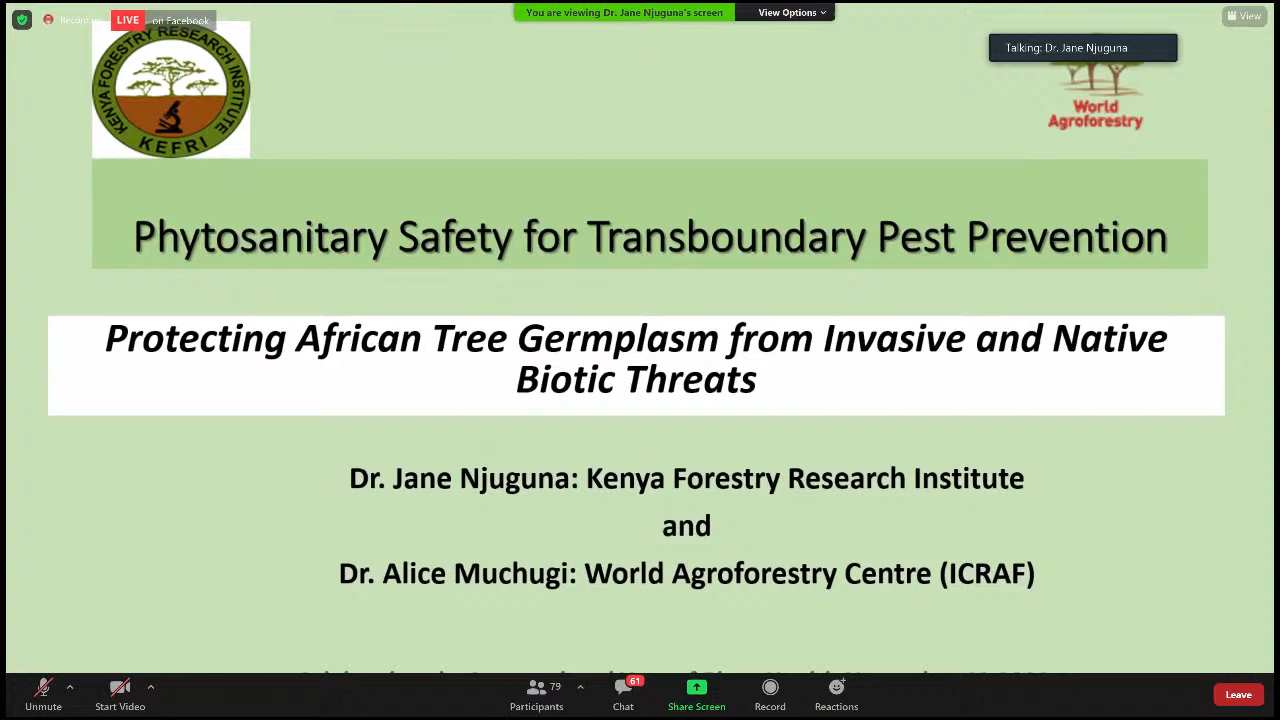 Record
LIVE on Facebook
You are viewing Dr. Jane Njuguna's screen
View Options
View
Talking: Dr. Jane Njuguna
KENYA FORESTRY RESEARCH INSTITUTE
KEFRI
World
Agroforestry
Phytosanitary Safety for Transboundary Pest Prevention
Protecting African Tree Germplasm from Invasive and Native
Biotic Threats
Dr. Jane Njuguna: Kenya Forestry Research Institute
and
Dr. Alice Muchugi: World Agroforestry Centre (ICRAF)
Unmute
Start Video
79
Participants
61
Chat
Share Screen
Record
Reactions
Leave